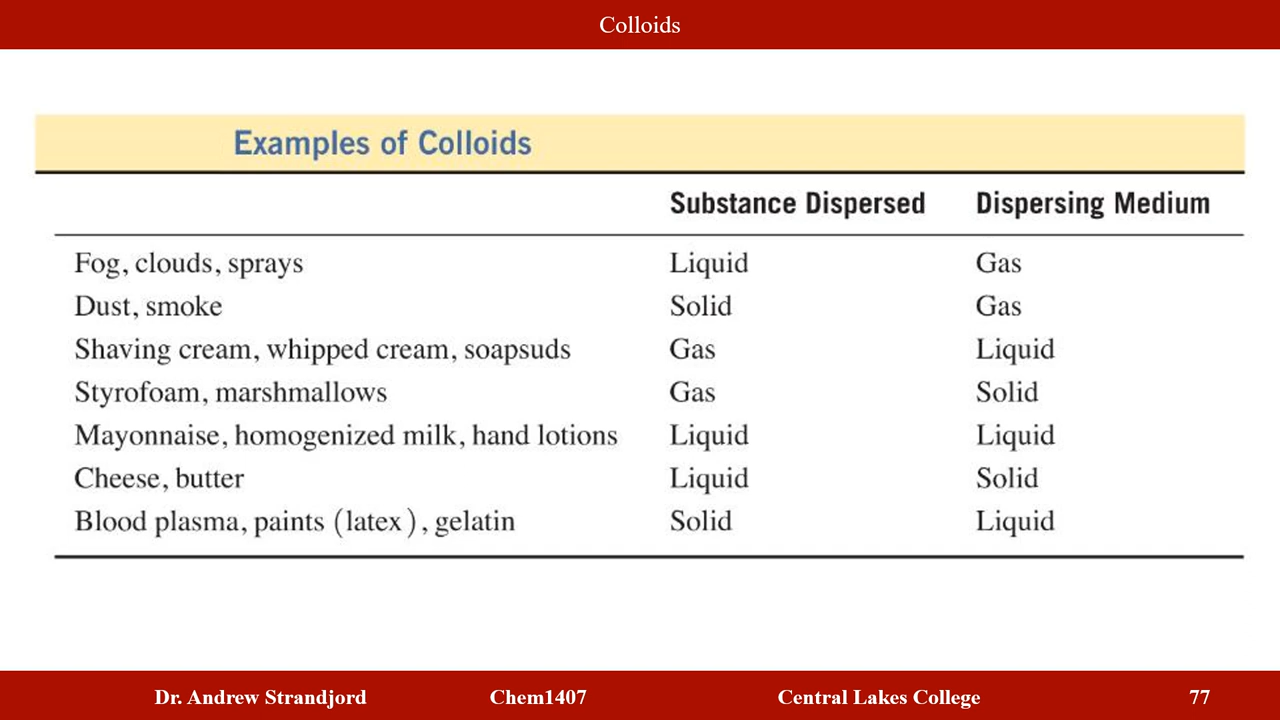 Colloids
Examples of Colloids
Substance Dispersed Dispersing Medium
Fog, clouds, sprays Liquid Gas
Dust, smoke Solid Gas
Shaving cream, whipped cream, soapsuds Gas Liquid
Styrofoam, marshmallows Gas Solid
Mayonnaise, homogenized milk, hand lotions Liquid Liquid
Cheese, butter Liquid Solid
Blood plasma, paints (latex), gelatin Solid Liquid
Dr. Andrew Strandjord Chem1407 Central Lakes College 77